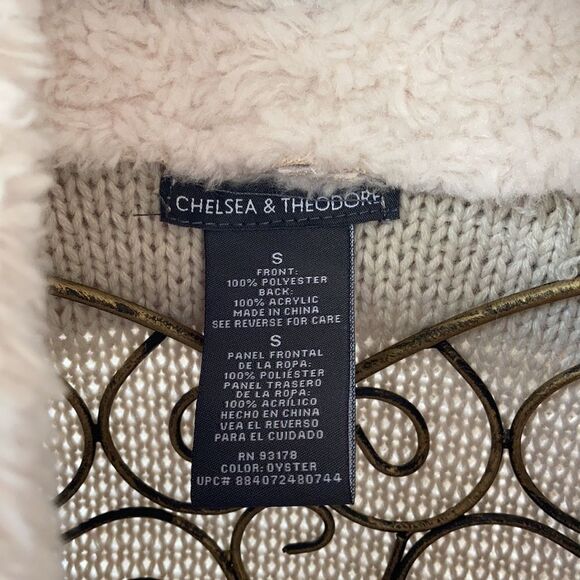 CHELSEA & THEODORE
S
FRONT:
100% POLYESTER
BACK:
100% ACRYLIC
MADE IN CHINA
SEE REVERSE FOR CARE
S
PANEL FRONTAL
DE LA ROPA:
100% POLIÉSTER
PANEL TRASERO
DE LA ROPA:
100% ACRÍLICO
HECHO EN CHINA
VEA EL REVERSO
PARA EL CUIDADO
RN 93178
COLOR: OYSTER
UPC# 884072480744